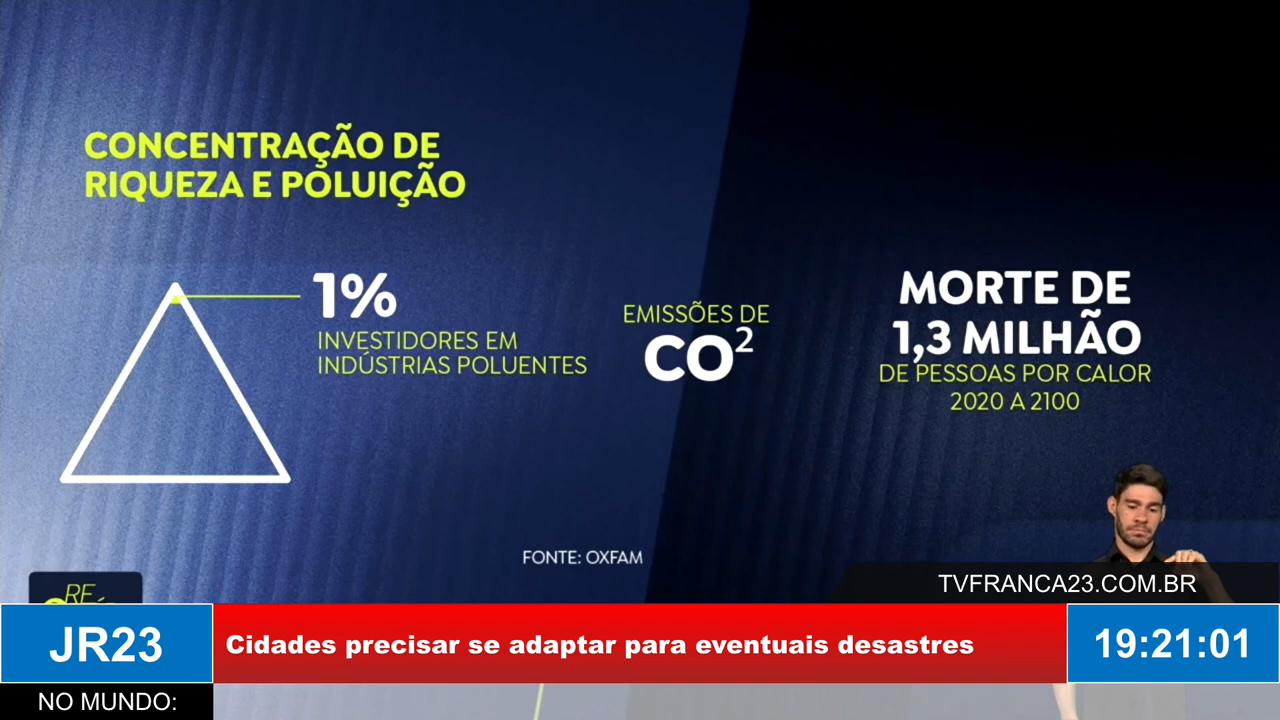 CONCENTRAÇÃO DE
RIQUEZA E POLUIÇÃO
1%
INVESTIDORES EM
INDÚSTRIAS POLUENTES
EMISSÕES DE
CO²
MORTE DE
1,3 MILHÃO
DE PESSOAS POR CALOR
2020 A 2100
FONTE: OXFAM
RE
TVFRANCA23.COM.BR
JR23
Cidades precisar se adaptar para eventuais desastres
19:21:01
NO MUNDO: